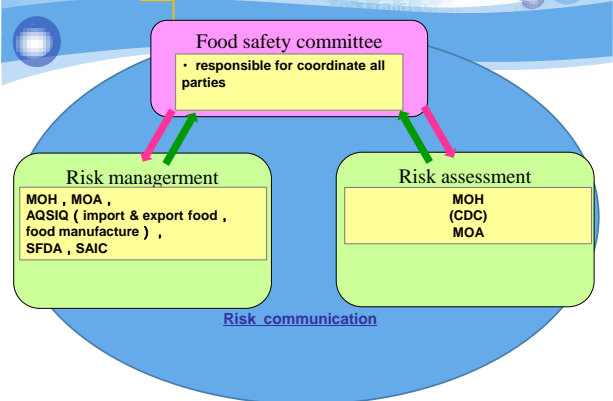 Food safety committee
· responsible for coordinate all
parties
Risk managerment
MOH , MOA ,
AQSIQ ( import & export food ,
food manufacture ) ,
SFDA , SAIC
Risk assessment
MOH
(CDC)
MOA
Risk communication